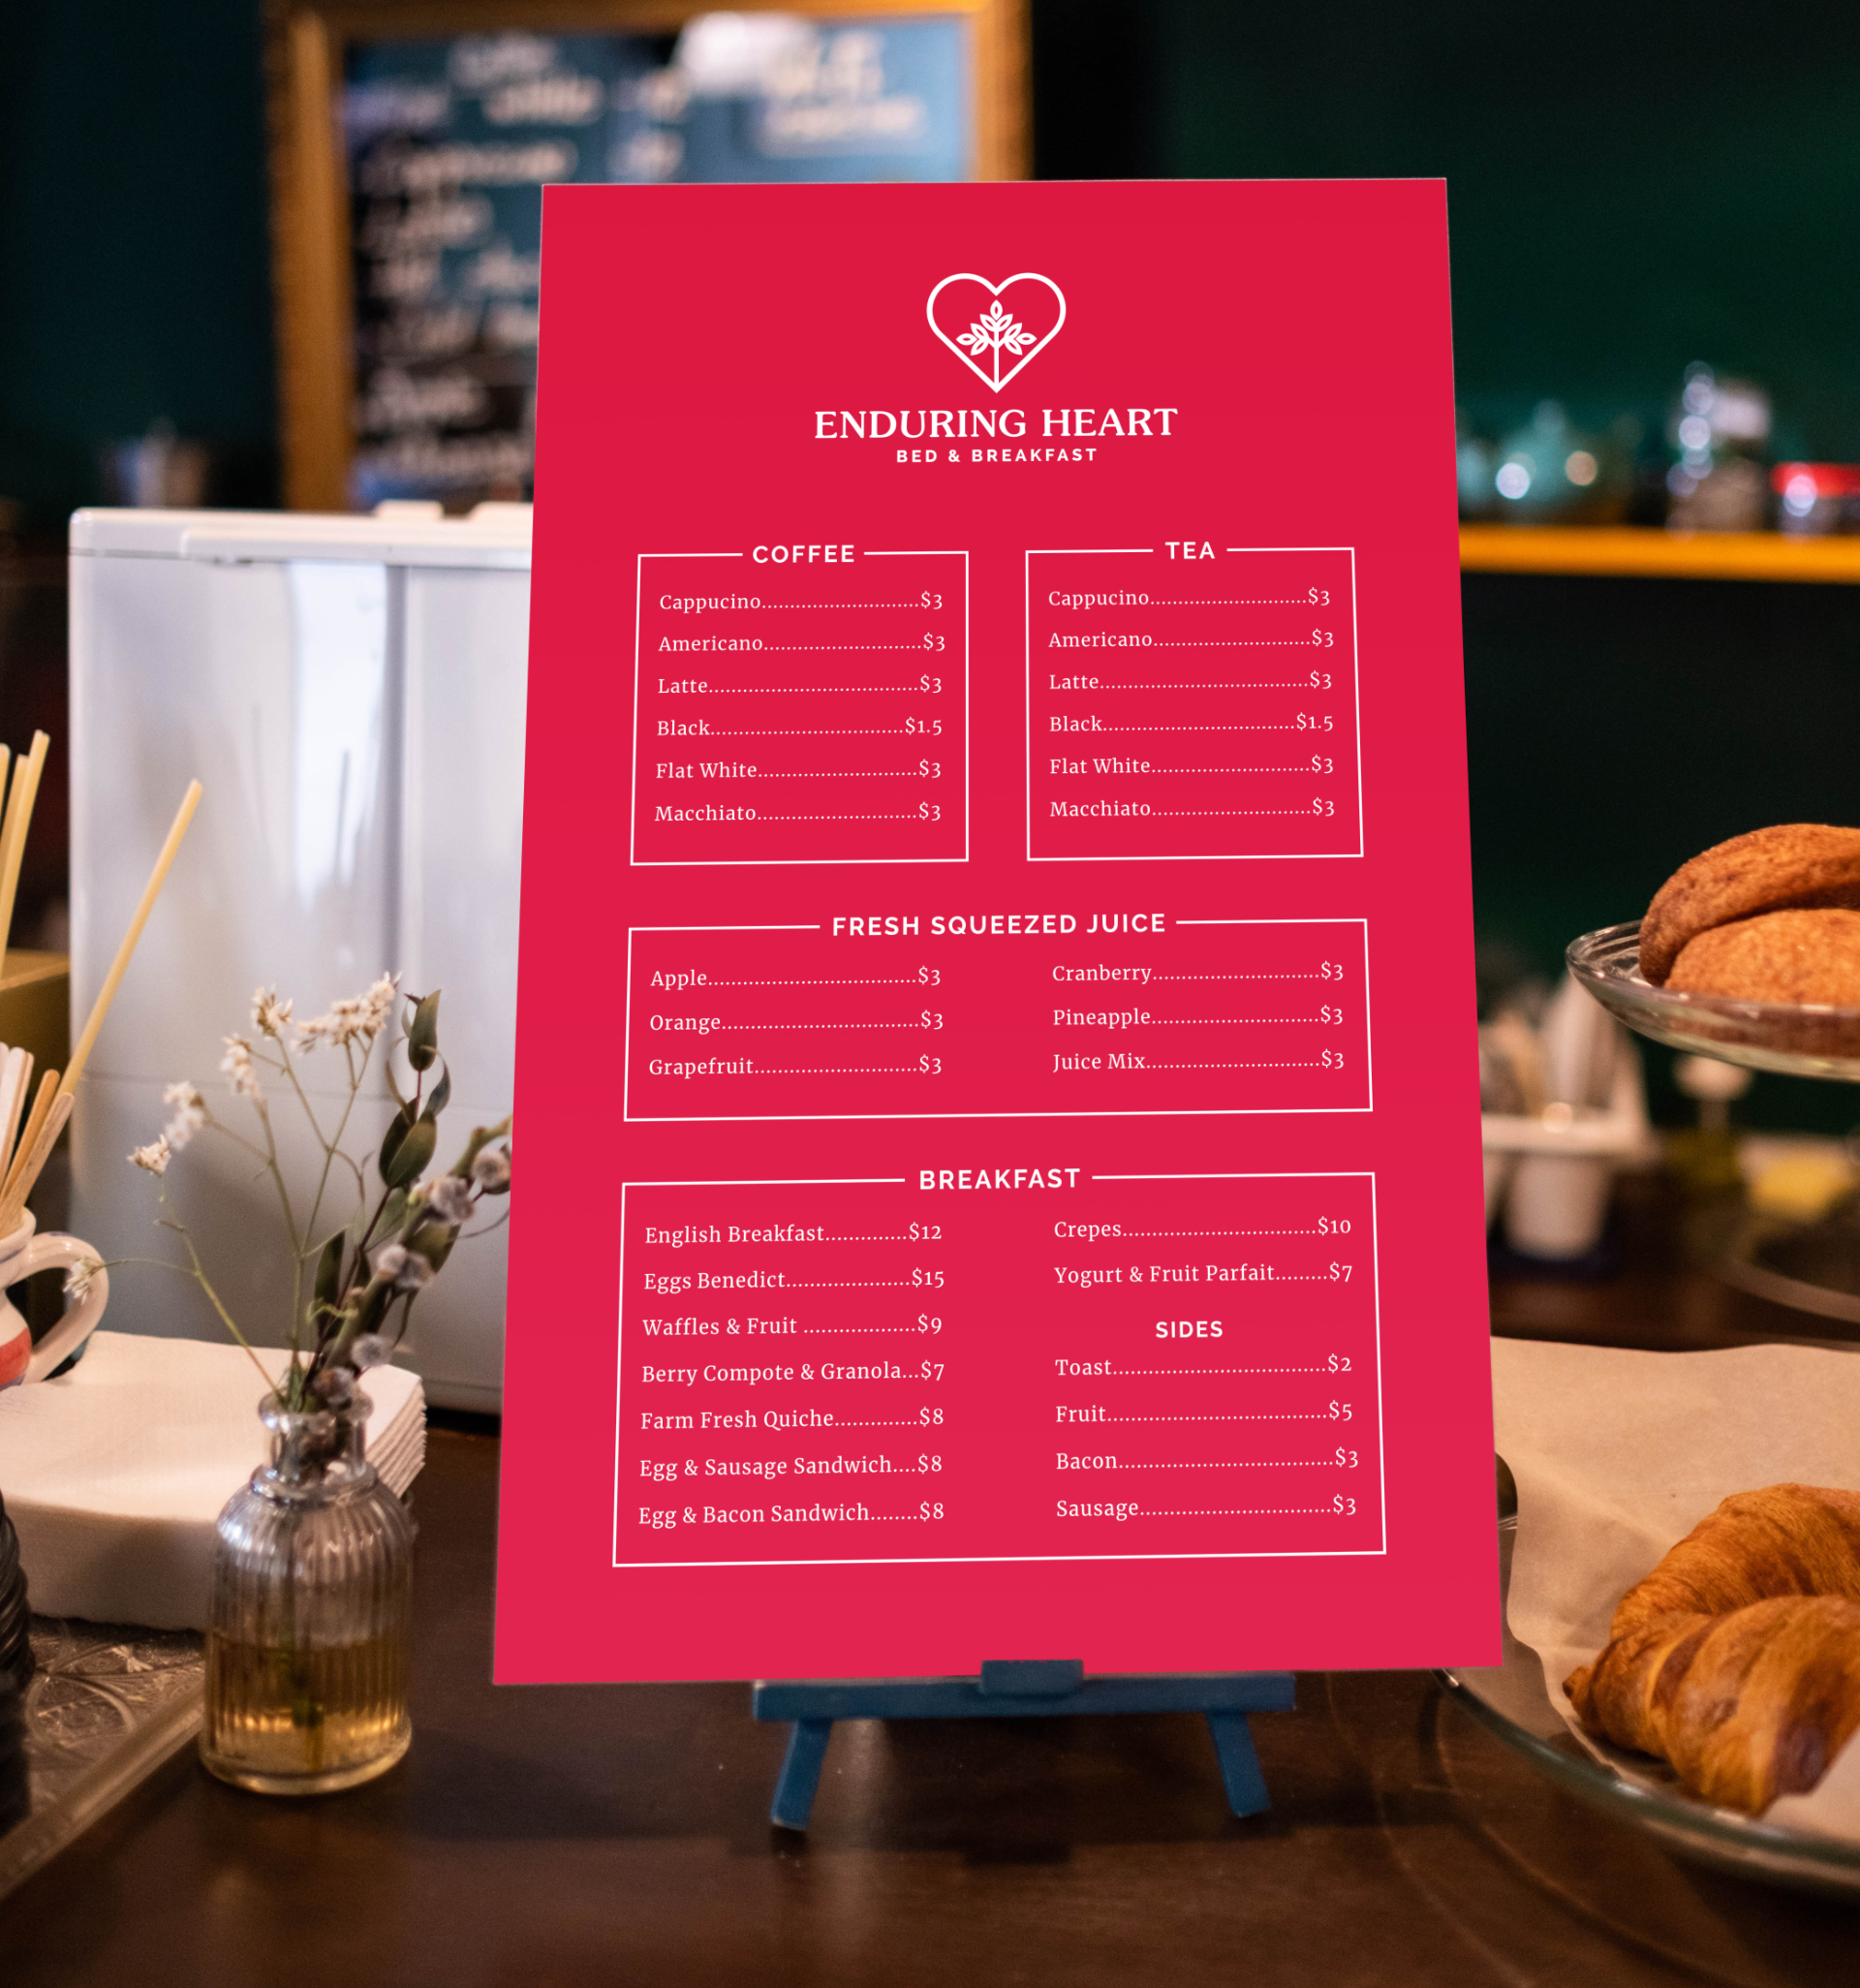 ENDURING HEART
BED & BREAKFAST
COFFEE
Cappucino............................$3
Americano............................$3
Latte.....................................$3
Black..................................$1.5
Flat White............................$3
Macchiato............................$3
TEA
Cappucino............................$3
Americano............................$3
Latte.....................................$3
Black..................................$1.5
Flat White............................$3
Macchiato............................$3
FRESH SQUEEZED JUICE
Apple....................................$3
Orange..................................$3
Grapefruit............................$3
Cranberry.............................$3
Pineapple.............................$3
Juice Mix..............................$3
BREAKFAST
English Breakfast..............$12
Eggs Benedict.....................$15
Waffles & Fruit ...................$9
Berry Compote & Granola...$7
Farm Fresh Quiche..............$8
Egg & Sausage Sandwich....$8
Egg & Bacon Sandwich........$8
Crepes.................................$10
Yogurt & Fruit Parfait.........$7
SIDES
Toast....................................$2
Fruit.....................................$5
Bacon....................................$3
Sausage................................$3